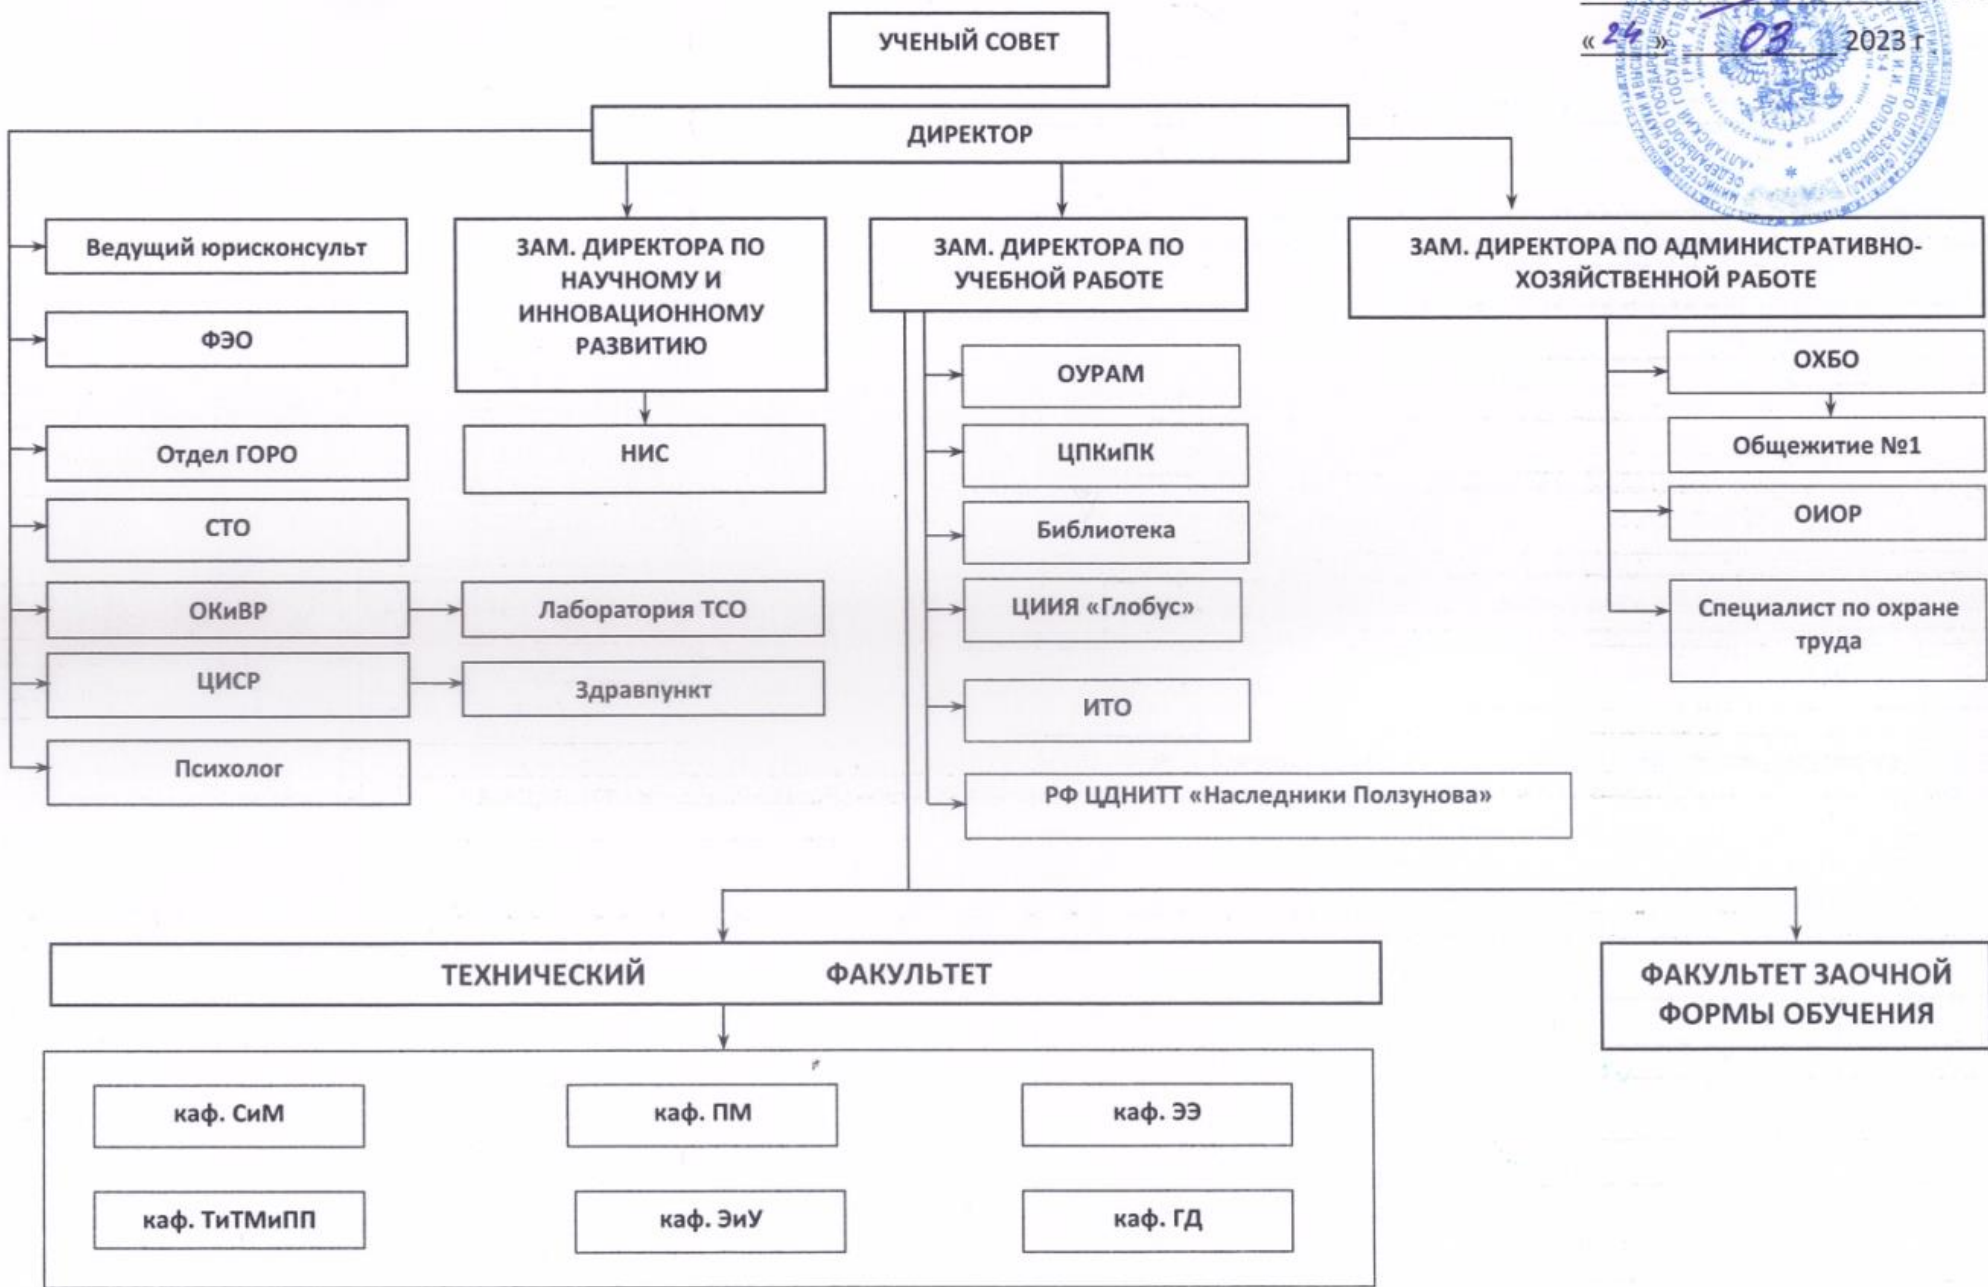 УЧЕНЫЙ СОВЕТ
« 24 » 03 2023 г
ДИРЕКТОР
Ведущий юрисконсульт
ФЭО
Отдел ГОРО
СТО
ОКиВР
ЦИСР
Психолог
ЗАМ. ДИРЕКТОРА ПО
НАУЧНОМУ И
ИННОВАЦИОННОМУ
РАЗВИТИЮ
НИС
Лаборатория ТСО
Здравпункт
ЗАМ. ДИРЕКТОРА ПО
УЧЕБНОЙ РАБОТЕ
ОУРАМ
ЦПКиПК
Библиотека
ЦИИЯ «Глобус»
ИТО
РФ ЦДНИТТ «Наследники Ползунова»
ЗАМ. ДИРЕКТОРА ПО АДМИНИСТРАТИВНО-
ХОЗЯЙСТВЕННОЙ РАБОТЕ
ОХБО
Общежитие №1
ОИОР
Специалист по охране
труда
ТЕХНИЧЕСКИЙ ФАКУЛЬТЕТ
ФАКУЛЬТЕТ ЗАОЧНОЙ
ФОРМЫ ОБУЧЕНИЯ
каф. СиМ
каф. ПМ
каф. ЭЭ
каф. ТиТМиПП
каф. ЭиУ
каф. ГД